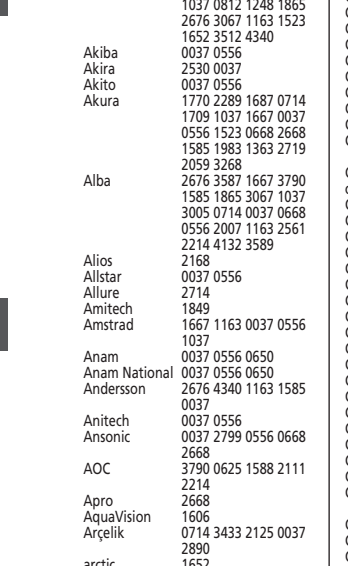 1037 0812 1248 1865
2676 3067 1163 1523
1652 3512 4340
Akiba 0037 0556
Akira 2530 0037
Akito 0037 0556
Akura 1770 2289 1687 0714
1709 1037 1667 0037
0556 1523 0668 2668
1585 1983 1363 2719
2059 3268
Alba 2676 3587 1667 3790
1585 1865 3067 1037
3005 0714 0037 0668
0556 2007 1163 2561
2214 4132 3589
Alios 2168
Allstar 0037 0556
Allure 2714
Amitech 1849
Amstrad 1667 1163 0037 0556
1037
Anam 0037 0556 0650
Anam National 0037 0556 0650
Andersson 2676 4340 1163 1585
0037
Anitech 0037 0556
Ansonic 0037 2799 0556 0668
2668
AOC 3790 0625 1588 2111
2214
Apro 2668
AquaVision 1606
Arçelik 0714 3433 2125 0037
2890
arctic 1652